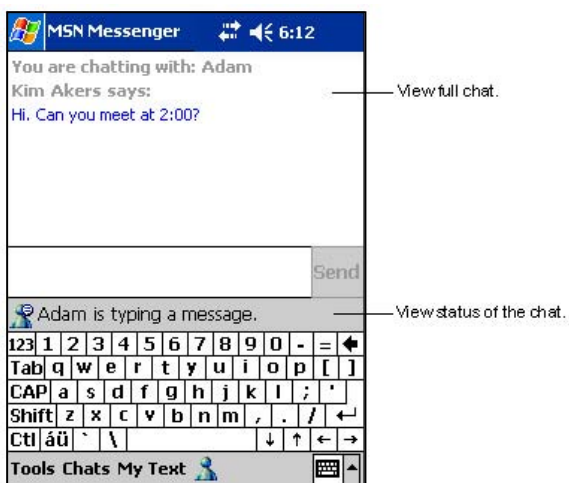 MSN Messenger 6:12
You are chatting with: Adam
Kim Akers says:
View full chat.
Hi. Can you meet at 2:00?
Send
Adam is typing a message.
View status of the chat.
123 1 2 3 4 5 6 7 8 9 0 - =
Tab q w e r t y u i o p [ ]
CAP a s d f g h j k l ; '
Shift z x c v b n m , . /
Ctl áü ` \
Tools Chats My Text